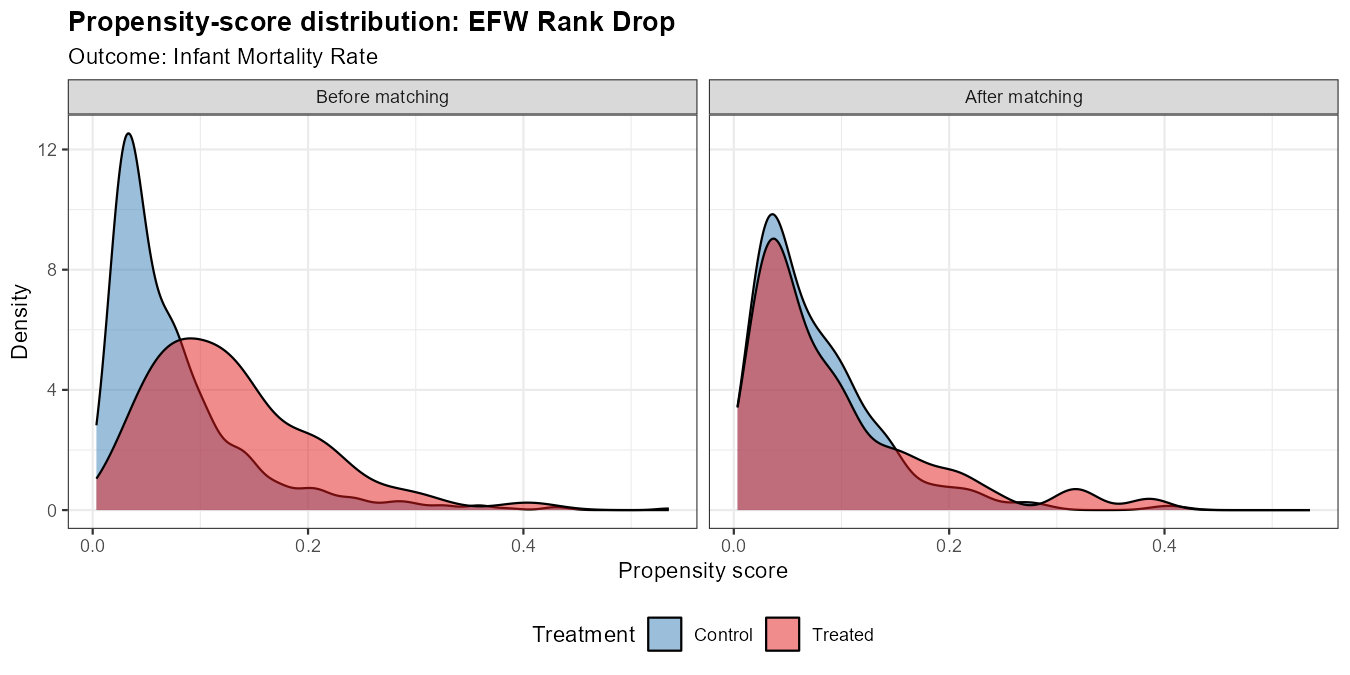 Propensity-score distribution: EFW Rank Drop
Outcome: Infant Mortality Rate
Before matching
After matching
Density
12
8
4
0
0.0 0.2 0.4
0.0 0.2 0.4
Propensity score
Treatment Control Treated